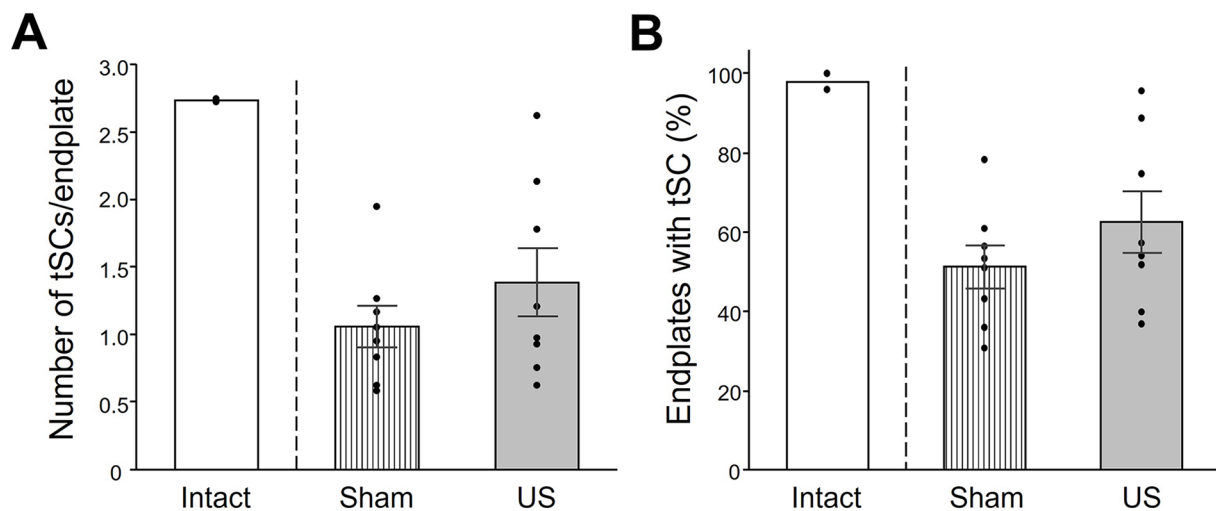 A
Number of tSCs/endplate
3.0
2.5
2.0
1.5
1.0
0.5
0
Intact
Sham
US
B
Endplates with tSC (%)
100
80
60
40
20
0
Intact
Sham
US